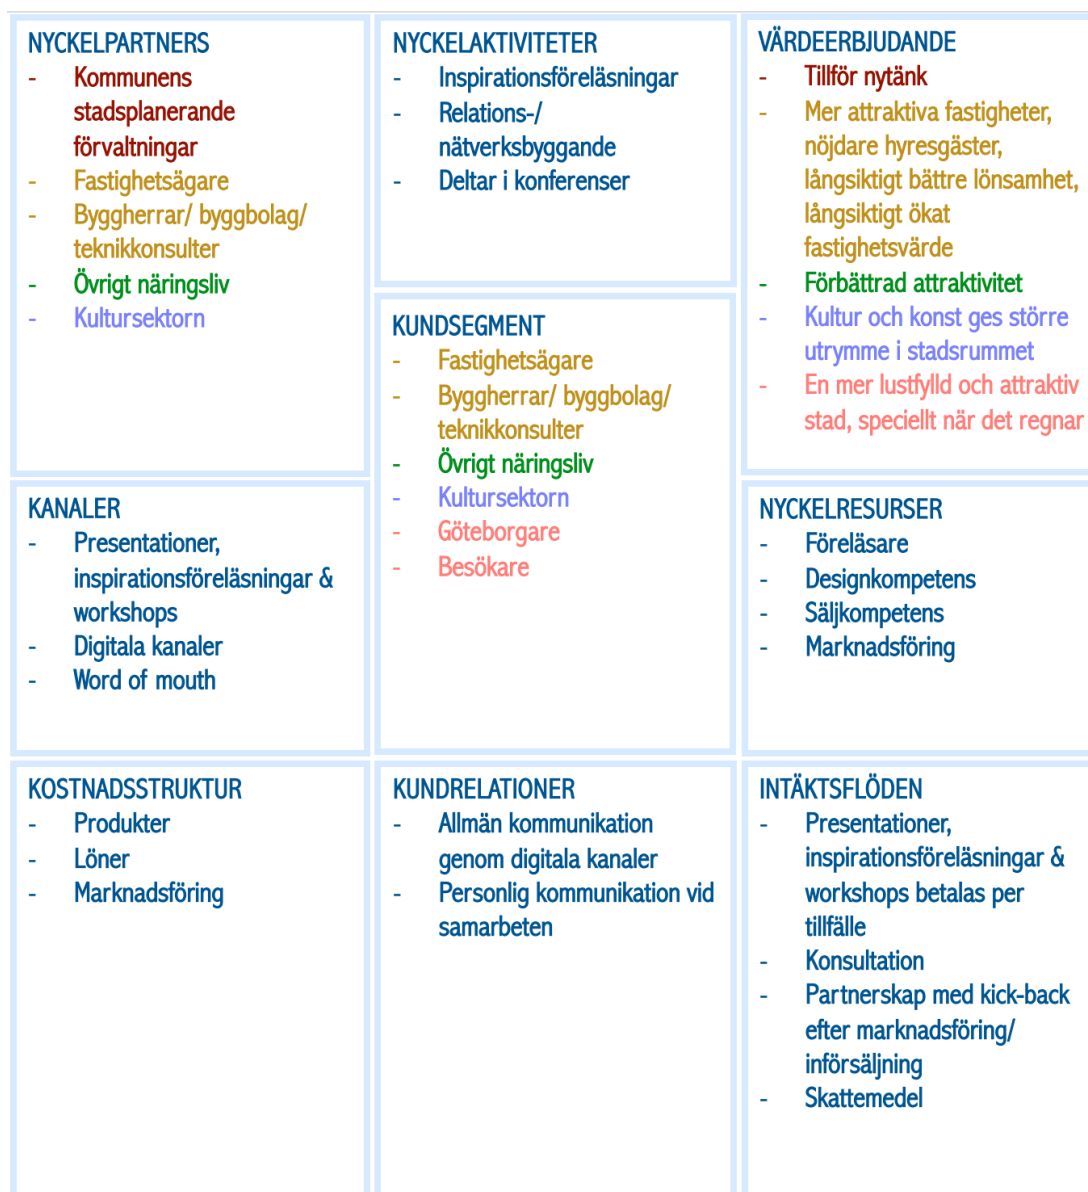 NYCKELPARTNERS
- Kommunens
stadsplanerande
förvaltningar
- Fastighetsägare
- Byggherrar/ byggbolag/
teknikkonsulter
- Övrigt näringsliv
- Kultursektorn
NYCKELAKTIVITETER
- Inspirationsföreläsningar
- Relations-/
nätverksbyggande
- Deltar i konferenser
VÄRDEERBJUDANDE
- Tillför nytänk
- Mer attraktiva fastigheter,
nöjdare hyresgäster,
långsiktigt bättre lönsamhet,
långsiktigt ökat
fastighetsvärde
- Förbättrad attraktivitet
- Kultur och konst ges större
utrymme i stadsrummet
- En mer lustfylld och attraktiv
stad, speciellt när det regnar
KUNDSEGMENT
- Fastighetsägare
- Byggherrar/ byggbolag/
teknikkonsulter
- Övrigt näringsliv
- Kultursektorn
- Göteborgare
- Besökare
KANALER
- Presentationer,
inspirationsföreläsningar &
workshops
- Digitala kanaler
- Word of mouth
NYCKELRESURSER
- Föreläsare
- Designkompetens
- Säljkompetens
- Marknadsföring
KOSTNADSSTRUKTUR
- Produkter
- Löner
- Marknadsföring
KUNDRELATIONER
- Allmän kommunikation
genom digitala kanaler
- Personlig kommunikation vid
samarbeten
INTÄKTSFLÖDEN
- Presentationer,
inspirationsföreläsningar &
workshops betalas per
tillfälle
- Konsultation
- Partnerskap med kick-back
efter marknadsföring/
införsäljning
- Skattemedel